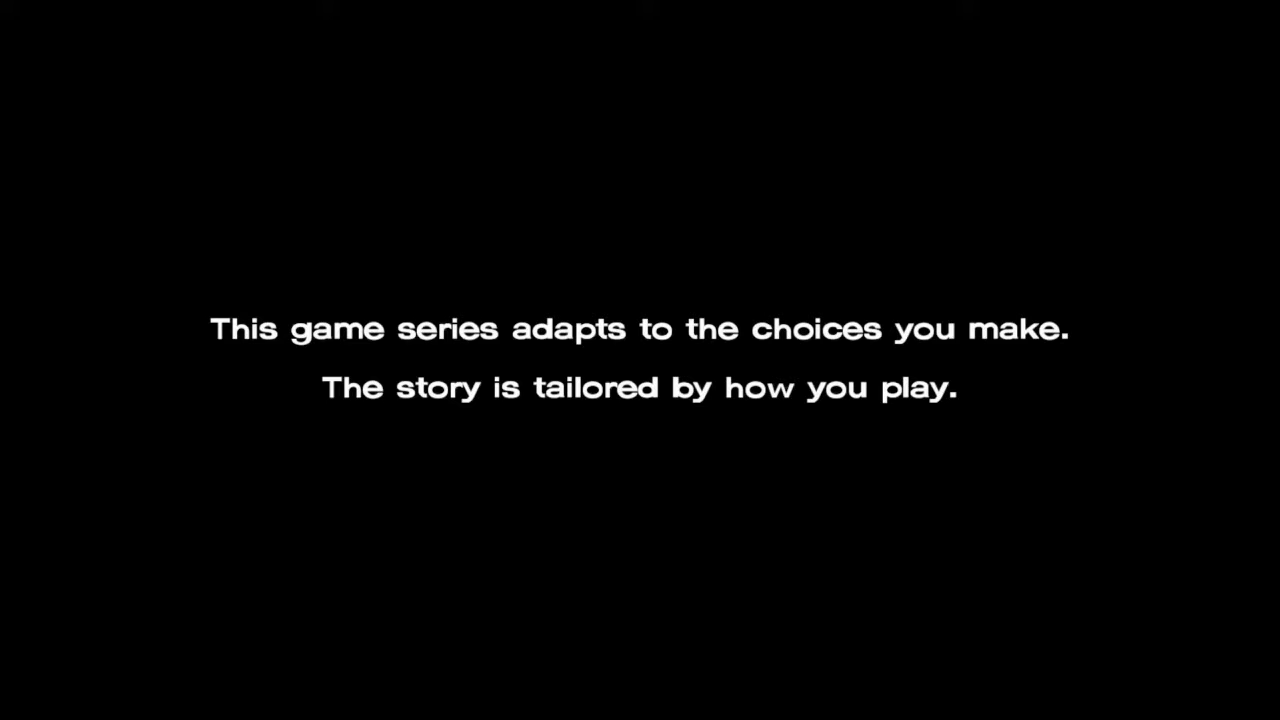 This game series adapts to the choices you make.
The story is tailored by how you play.